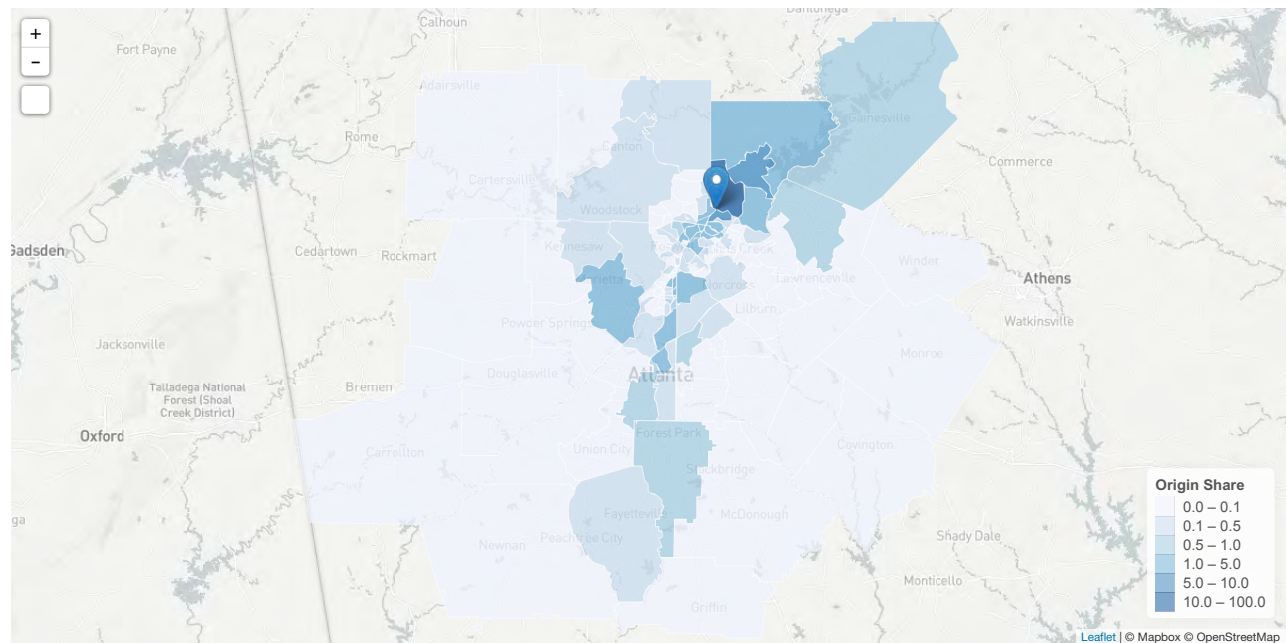 +
-
Calhoun
Dahlonega
Fort Payne
Adairsville
Rome
Gainesville
Canton
Commerce
Cartersville
Woodstock
Gadsden
Cedartown
Rockmart
Kennesaw
Creek
Winder
Lawrenceville
Athens
Marietta
Norcross
Lilburn
Watkinsville
Powder Springs
Jacksonville
Monroe
Atlanta
Douglasville
Talladega National
Forest (Shoal
Creek District)
Bremen
Oxford
Forest Park
Carrollton
Union City
Covington
Stockbridge
Fayetteville
McDonough
Newnan
Peachtree City
Shady Dale
Monticello
Griffin
ga
Origin Share
0.0 – 0.1
0.1 – 0.5
0.5 – 1.0
1.0 – 5.0
5.0 – 10.0
10.0 – 100.0
Leaflet | © Mapbox © OpenStreetMa